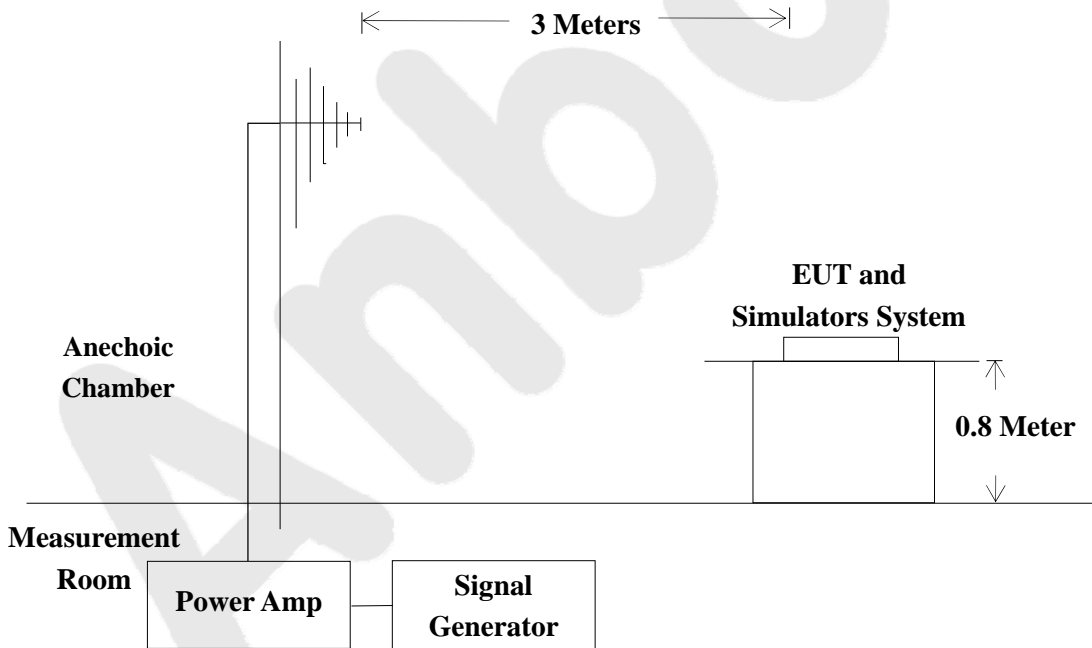 3 Meters
EUT and
Simulators System
Anechoic
Chamber
0.8 Meter
Measurement
Room
Power Amp
Signal
Generator
Anbo